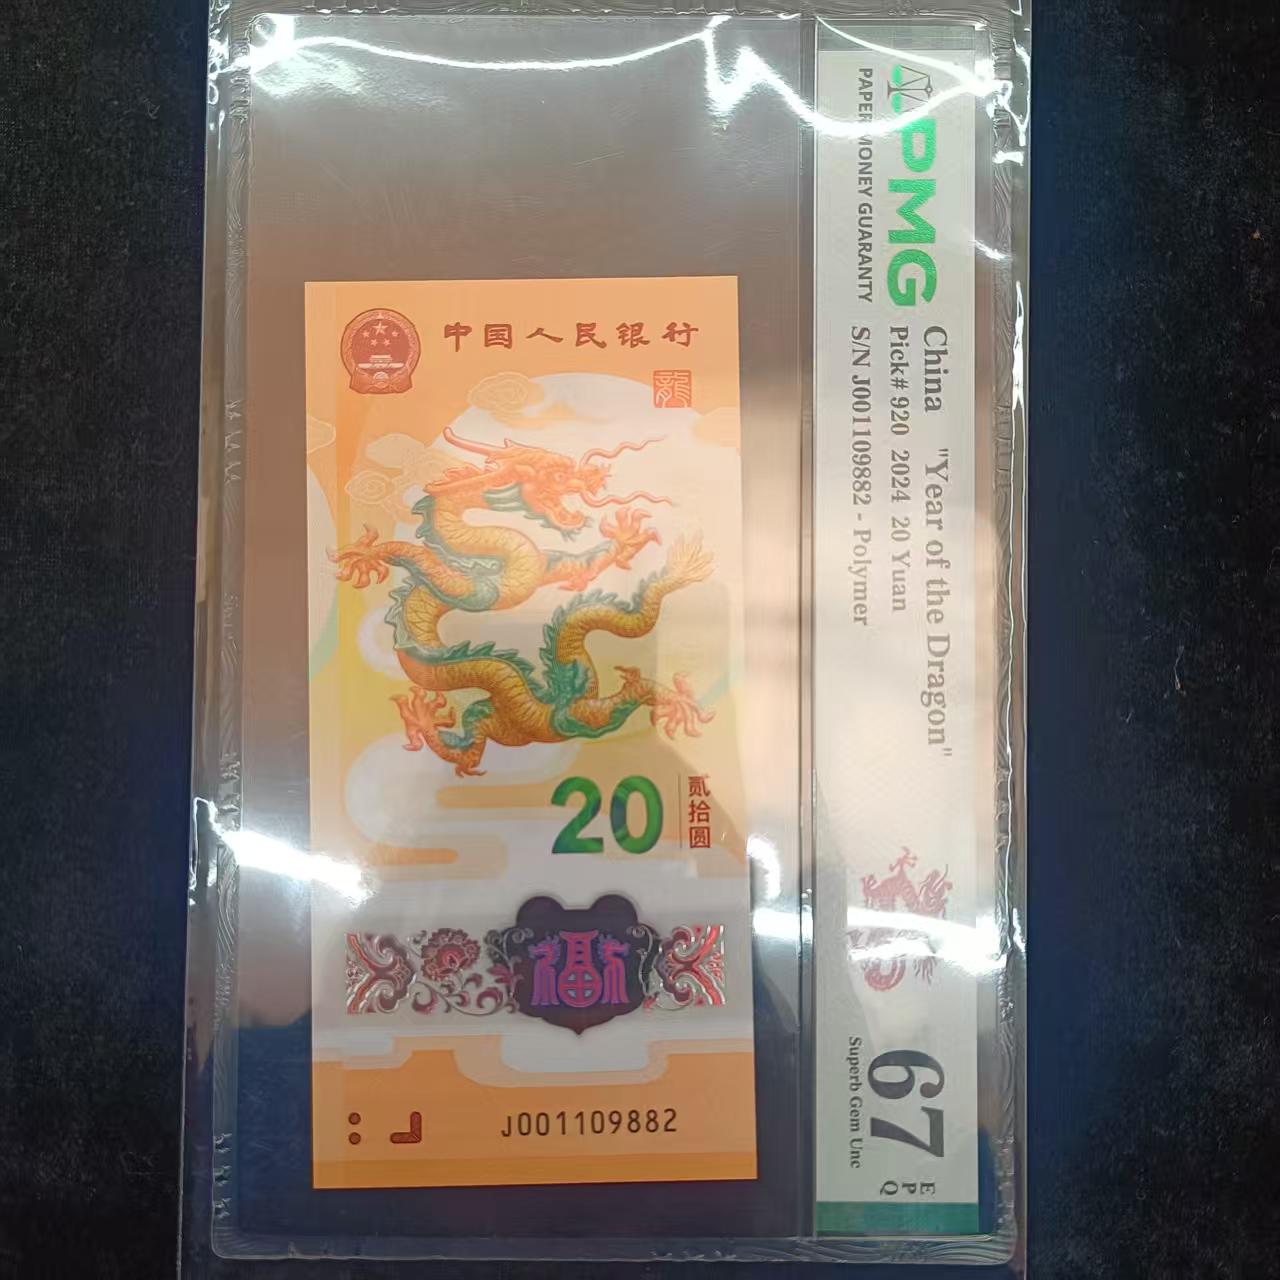 中国人民银行
龍
20
贰拾圆
福
J001109882
PMG
PAPER MONEY GUARANTY
China "Year of the Dragon"
Pick# 920 2024 20 Yuan
S/N J001109882 - Polymer
67 EPQ
Superb Gem Unc